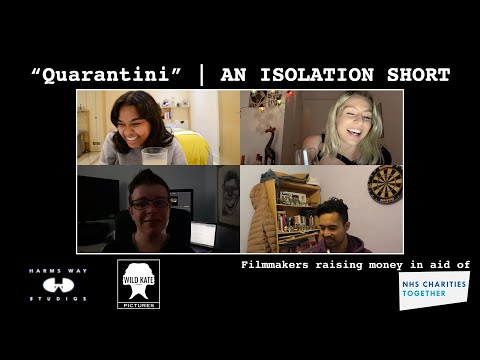 “Quarantini” | AN ISOLATION SHORT
Filmmakers raising money in aid of
HARMS WAY
STUDIOS
WILD KATE
PICTURES
NHS CHARITIES
TOGETHER